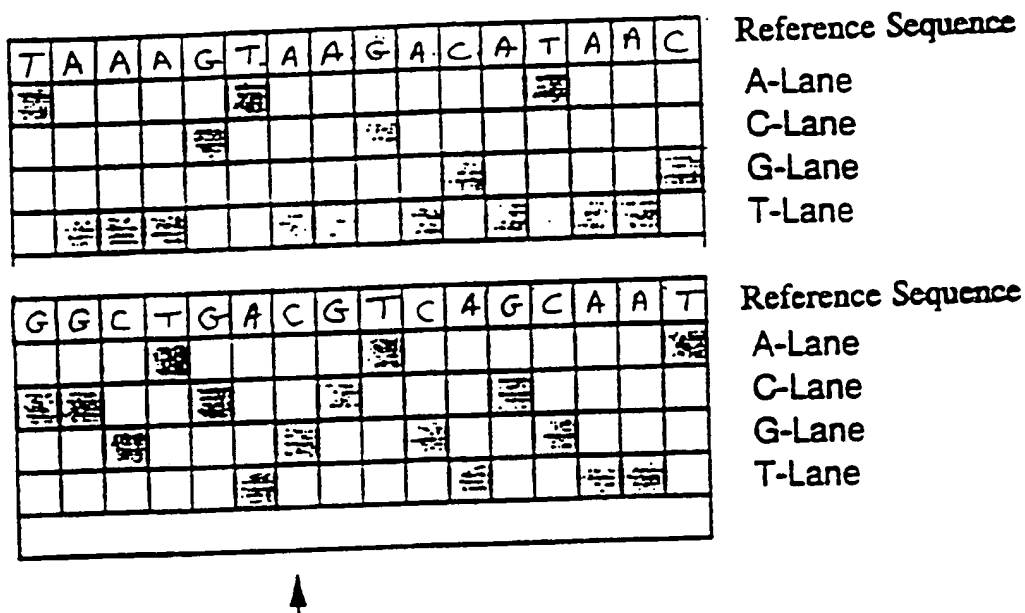 T A A A G T A A G A C A T A A C Reference Sequence
A-Lane
C-Lane
G-Lane
T-Lane
G G C T G A C G T C A G C A A T Reference Sequence
A-Lane
C-Lane
G-Lane
T-Lane